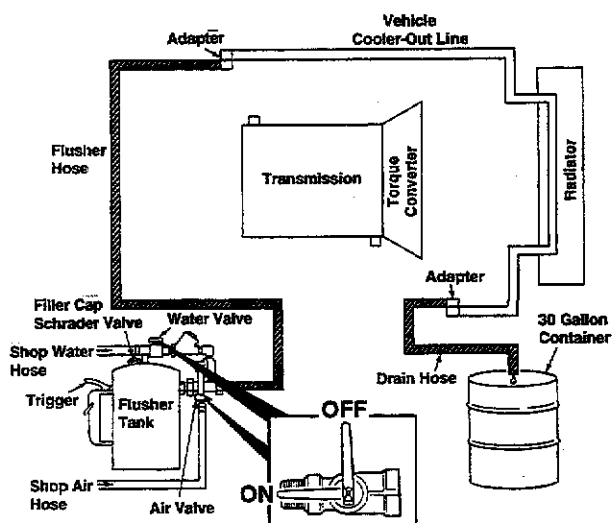 Vehicle
Cooler-Out Line
Adapter
Flusher
Hose
Transmission
Torque
Converter
Radiator
Adapter
Filler Cap
Schrader Valve
Water Valve
30 Gallon
Container
Shop Water
Hose
Drain Hose
Trigger
Flusher
Tank
OFF
ON
Shop Air
Hose
Air Valve